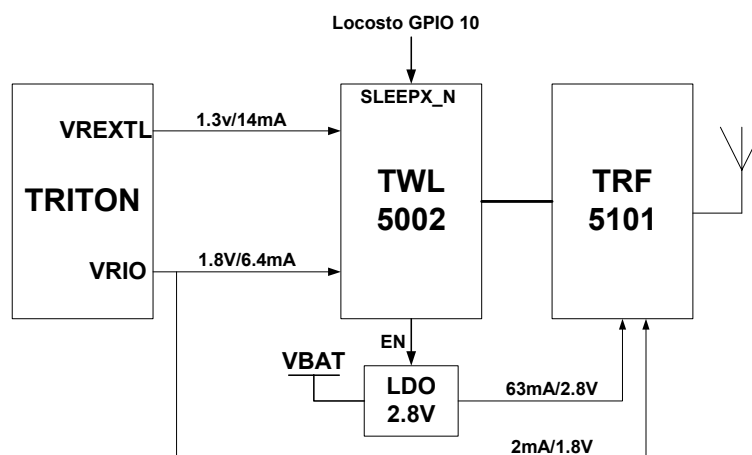 Locosto GPIO 10
SLEEPX_N
VREXTL
1.3v/14mA
TRITON
TWL
5002
TRF
5101
VRIO
1.8V/6.4mA
EN
VBAT
LDO
2.8V
63mA/2.8V
2mA/1.8V